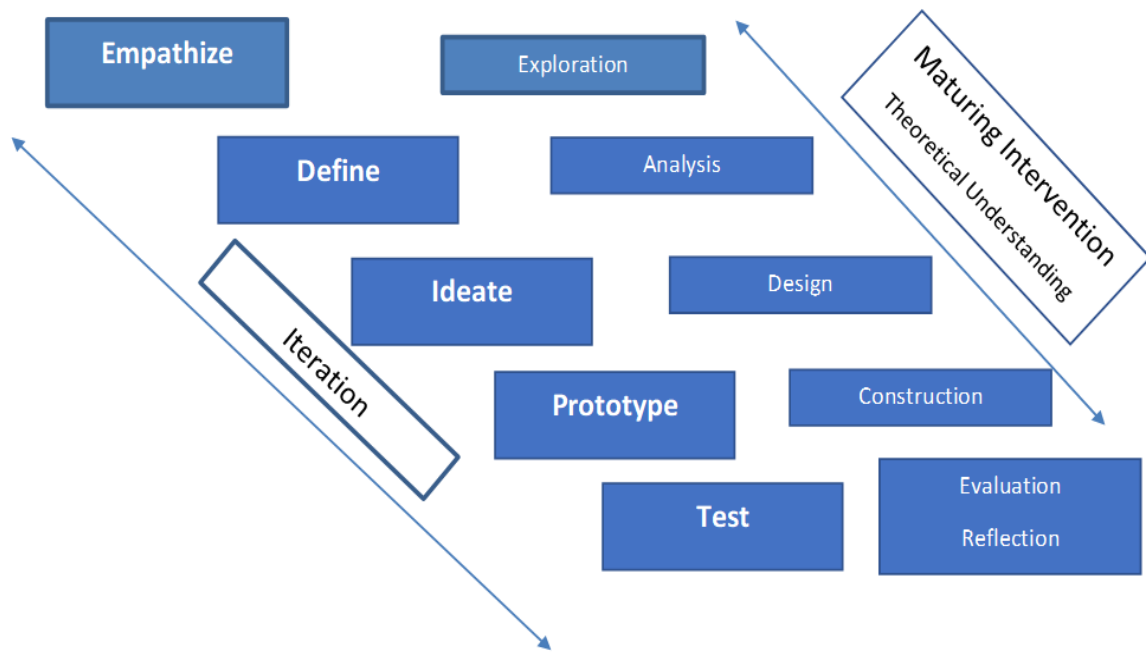 Empathize
Exploration
Maturing Intervention
Theoretical Understanding
Define
Analysis
Ideate
Design
Iteration
Prototype
Construction
Test
Evaluation
Reflection